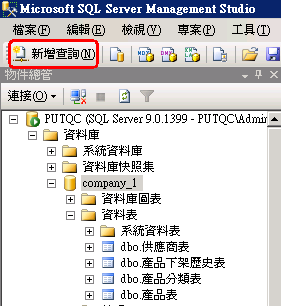 Microsoft SQL Server Management Studio
檔案(F) 編輯(E) 檢視(V) 專案(P) 工具(T)
新增查詢(N)
物件總管
連接(O)
PUTQC (SQL Server 9.0.1399 - PUTQC\Admin
資料庫
系統資料庫
資料庫快照集
company_1
資料庫圖表
資料表
系統資料表
dbo.供應商表
dbo.產品下架歷史表
dbo.產品分類表
dbo.產品表